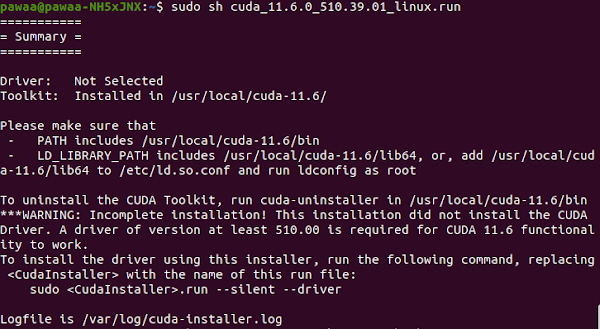 pawaa@pawaa-NH5xJNX:~$ sudo sh cuda_11.6.0_510.39.01_linux.run
===========
= Summary =
===========
Driver:   Not Selected
Toolkit:  Installed in /usr/local/cuda-11.6/
Please make sure that
 -   PATH includes /usr/local/cuda-11.6/bin
 -   LD_LIBRARY_PATH includes /usr/local/cuda-11.6/lib64, or, add /usr/local/cud
a-11.6/lib64 to /etc/ld.so.conf and run ldconfig as root
To uninstall the CUDA Toolkit, run cuda-uninstaller in /usr/local/cuda-11.6/bin
***WARNING: Incomplete installation! This installation did not install the CUDA
Driver. A driver of version at least 510.00 is required for CUDA 11.6 functional
ity to work.
To install the driver using this installer, run the following command, replacing
 <CudaInstaller> with the name of this run file:
    sudo <CudaInstaller>.run --silent --driver
Logfile is /var/log/cuda-installer.log